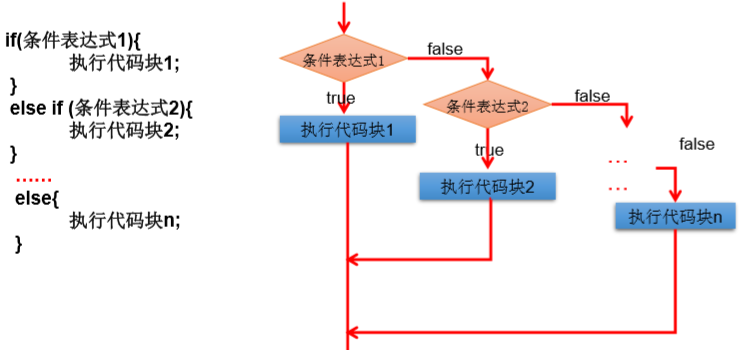 if(条件表达式1){
执行代码块1;
}
else if (条件表达式2){
执行代码块2;
}
......
else{
执行代码块n;
}
条件表达式1
false
true
执行代码块1
条件表达式2
false
true
执行代码块2
...
...
false
执行代码块n